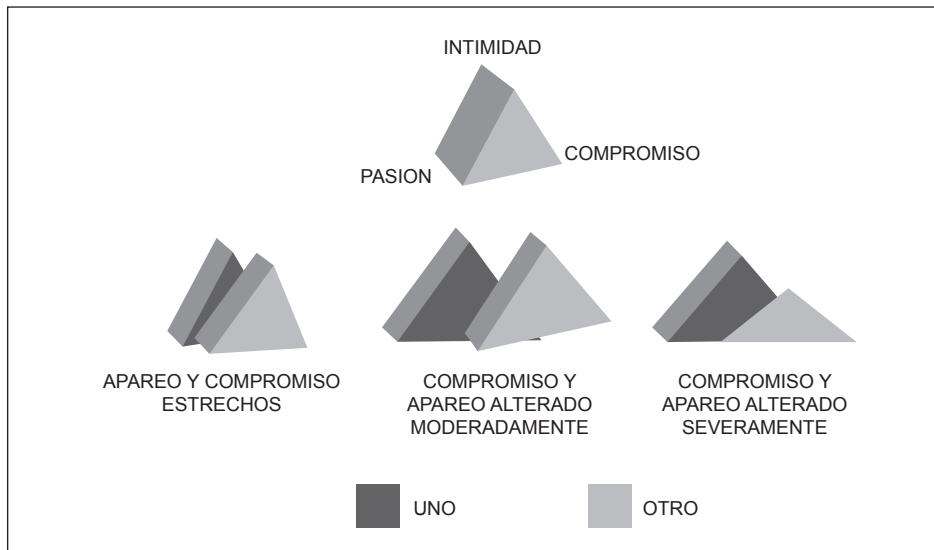 INTIMIDAD
COMPROMISO
PASION
APAREO Y COMPROMISO
ESTRECHOS
COMPROMISO Y
APAREO ALTERADO
MODERADAMENTE
COMPROMISO Y
APAREO ALTERADO
SEVERAMENTE
UNO
OTRO